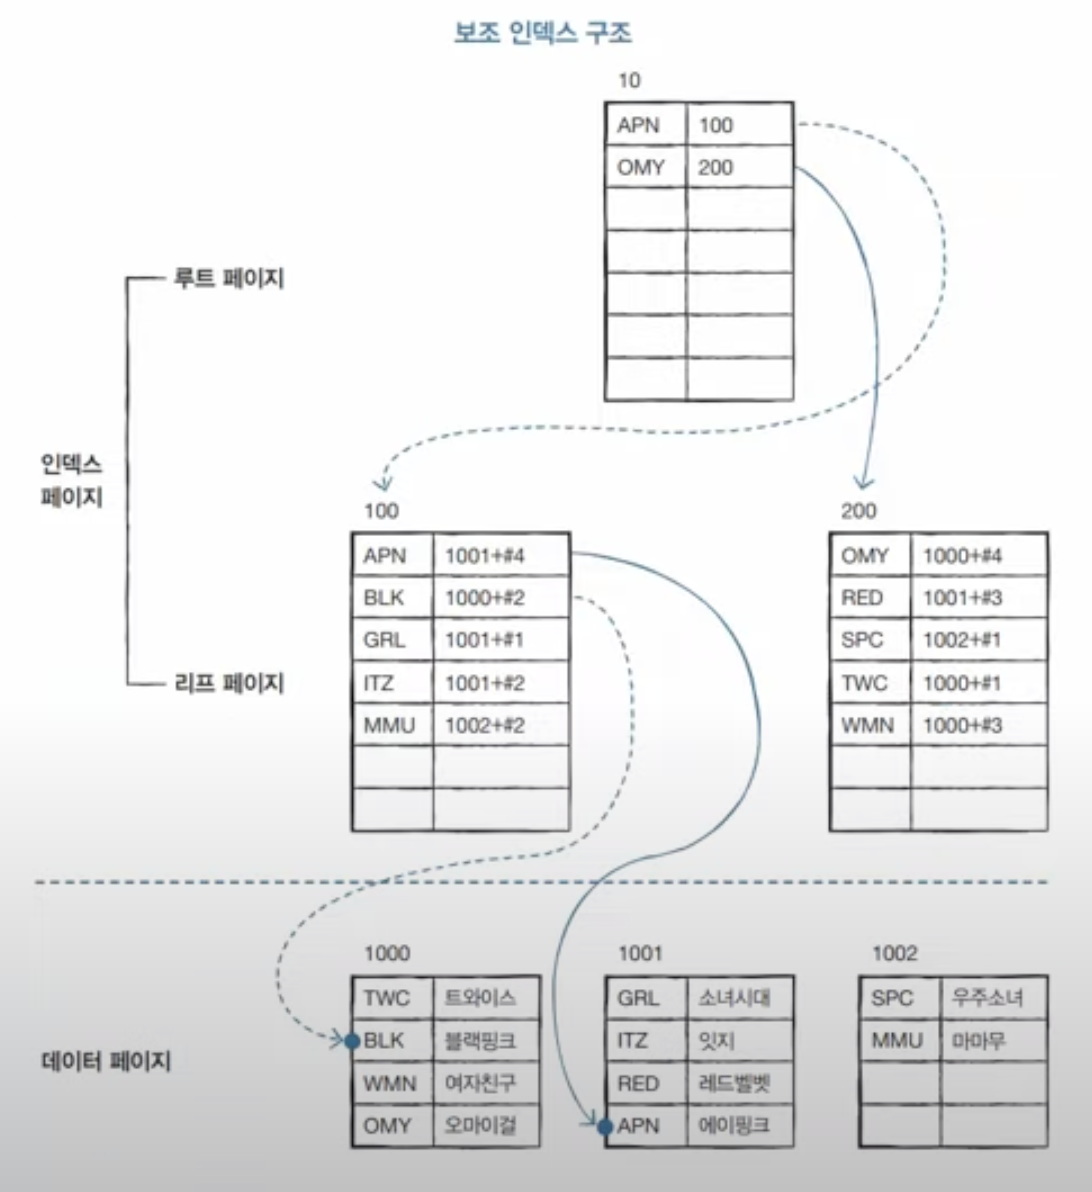 보조 인덱스 구조
10
APN 100
OMY 200
루트 페이지
인덱스
페이지
리프 페이지
100
APN 1001+#4
BLK 1000+#2
GRL 1001+#1
ITZ 1001+#2
MMU 1002+#2
200
OMY 1000+#4
RED 1001+#3
SPC 1002+#1
TWC 1000+#1
WMN 1000+#3
데이터 페이지
1000
TWC 트와이스
BLK 블랙핑크
WMN 여자친구
OMY 오마이걸
1001
GRL 소녀시대
ITZ 잇지
RED 레드벨벳
APN 에이핑크
1002
SPC 우주소녀
MMU 마마무